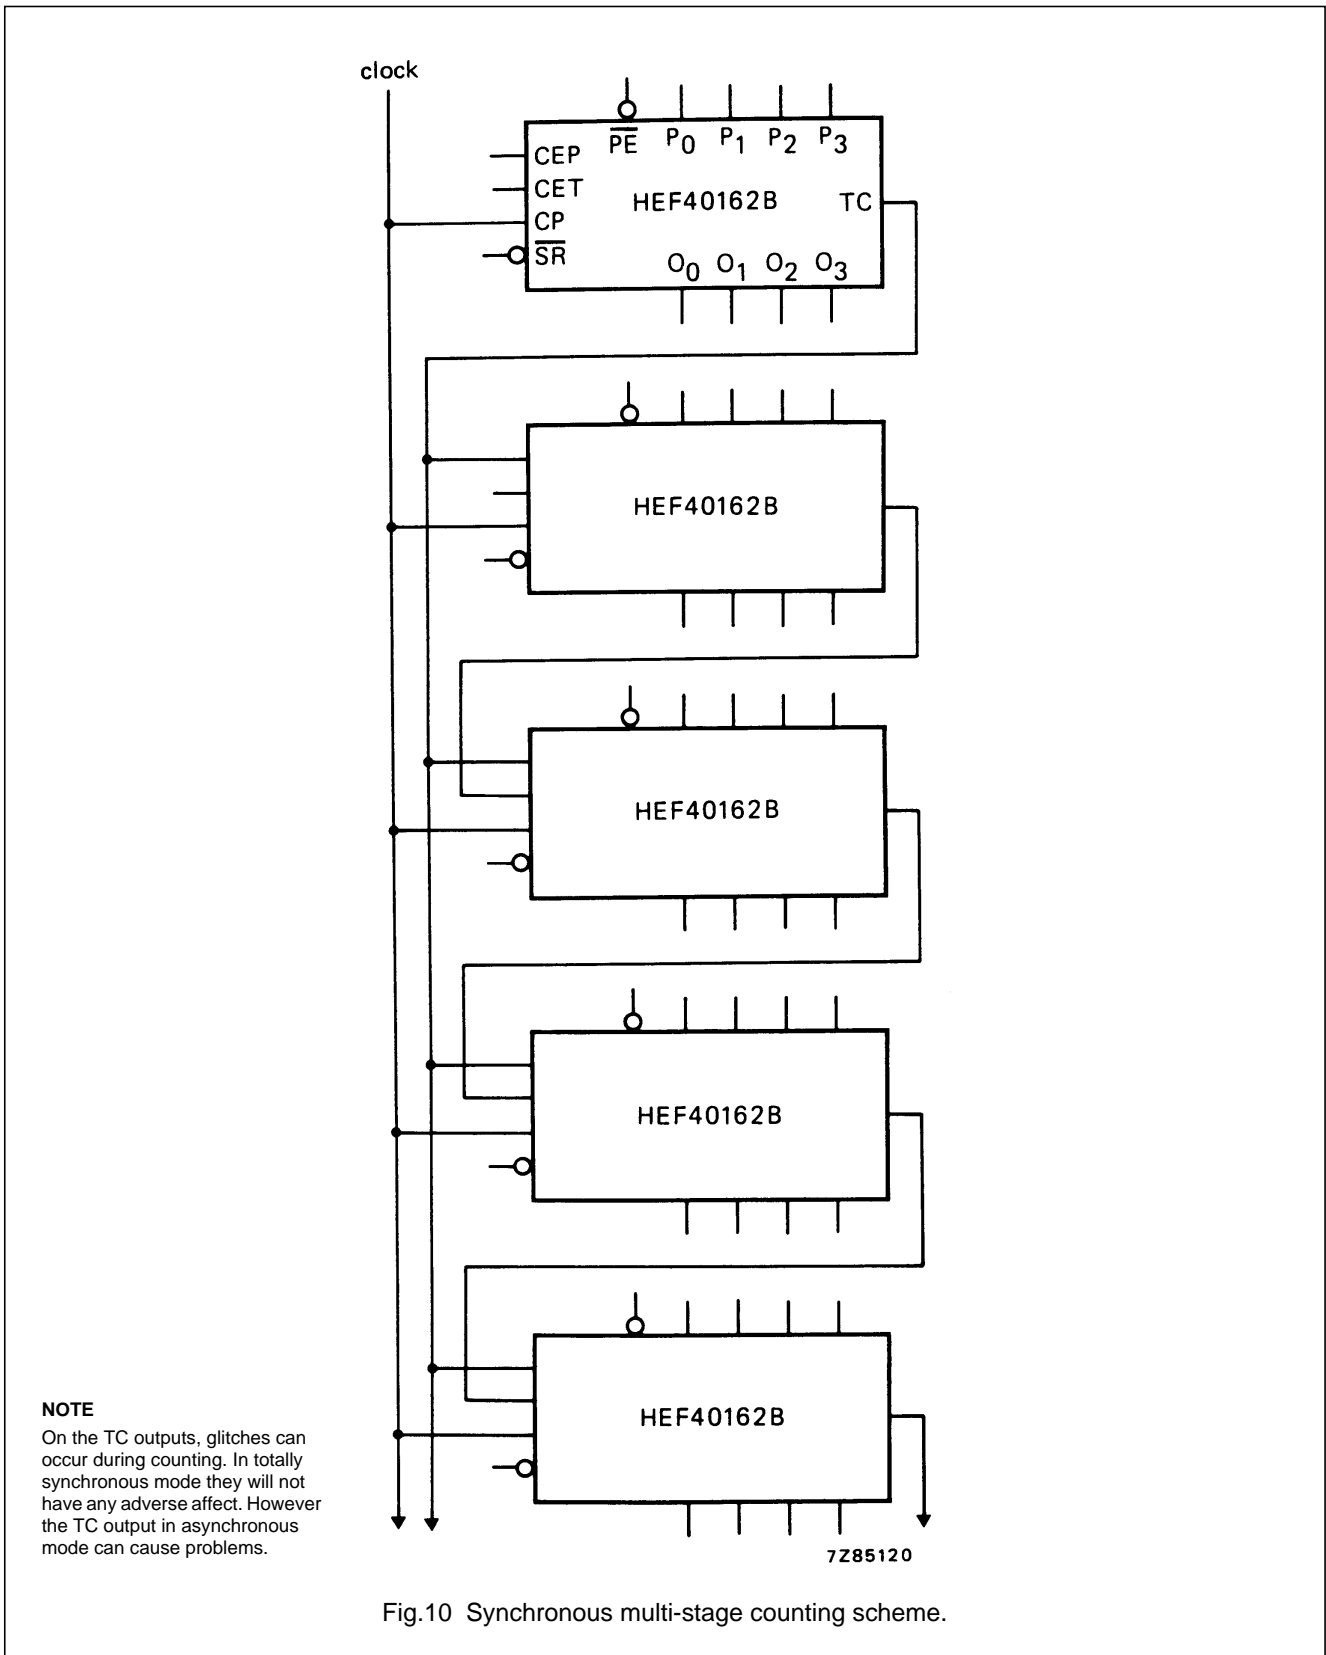 clock
PE P0 P1 P2 P3
CEP
CET
HEF40162B
TC
CP
SR
O0 O1 O2 O3
HEF40162B
HEF40162B
HEF40162B
HEF40162B
NOTE
On the TC outputs, glitches can
occur during counting. In totally
synchronous mode they will not
have any adverse affect. However
the TC output in asynchronous
mode can cause problems.
7Z85120
Fig.10 Synchronous multi-stage counting scheme.